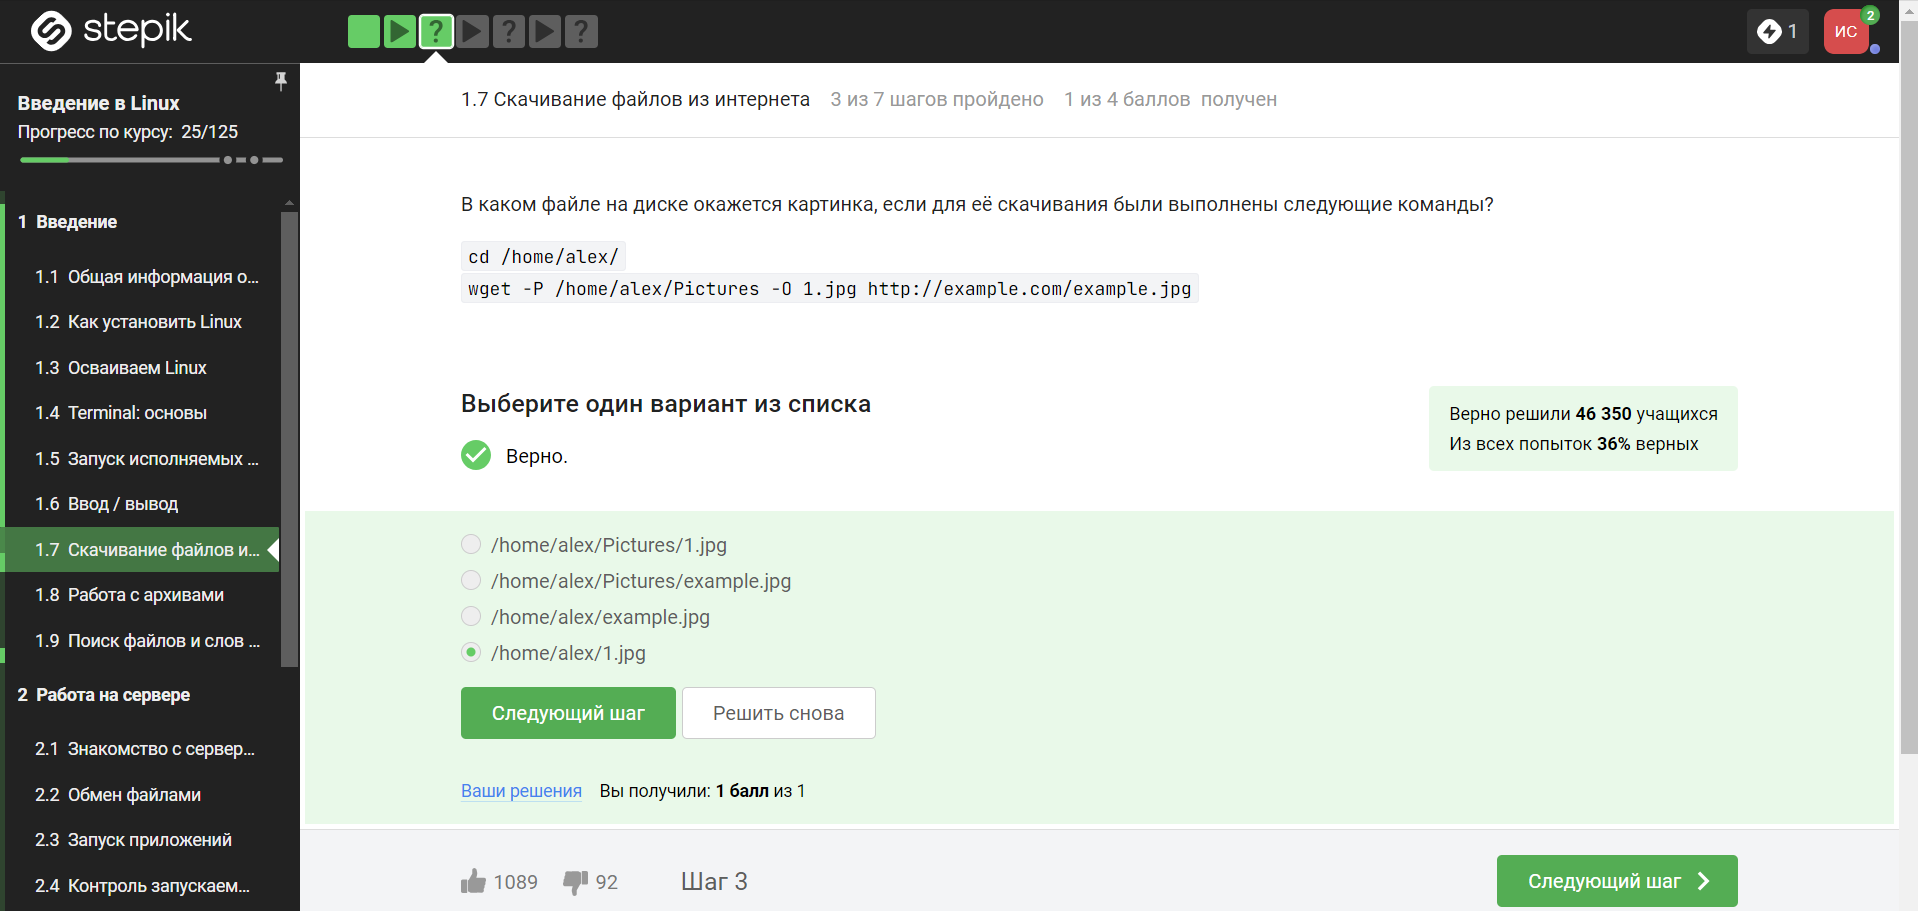 stepik
1
ИС
2
Введение в Linux
Прогресс по курсу: 25/125
1 Введение
1.1 Общая информация о...
1.2 Как установить Linux
1.3 Осваиваем Linux
1.4 Terminal: основы
1.5 Запуск исполняемых ...
1.6 Ввод / вывод
1.7 Скачивание файлов и...
1.8 Работа с архивами
1.9 Поиск файлов и слов ...
2 Работа на сервере
2.1 Знакомство с сервер...
2.2 Обмен файлами
2.3 Запуск приложений
2.4 Контроль запускаем...
1.7 Скачивание файлов из интернета 3 из 7 шагов пройдено 1 из 4 баллов получен
В каком файле на диске окажется картинка, если для её скачивания были выполнены следующие команды?
cd /home/alex/
wget -P /home/alex/Pictures -O 1.jpg http://example.com/example.jpg
Выберите один вариант из списка
Верно.
Верно решили 46 350 учащихся
Из всех попыток 36% верных
/home/alex/Pictures/1.jpg
/home/alex/Pictures/example.jpg
/home/alex/example.jpg
/home/alex/1.jpg
Следующий шаг
Решить снова
Ваши решения Вы получили: 1 балл из 1
1089 92 Шаг 3
Следующий шаг